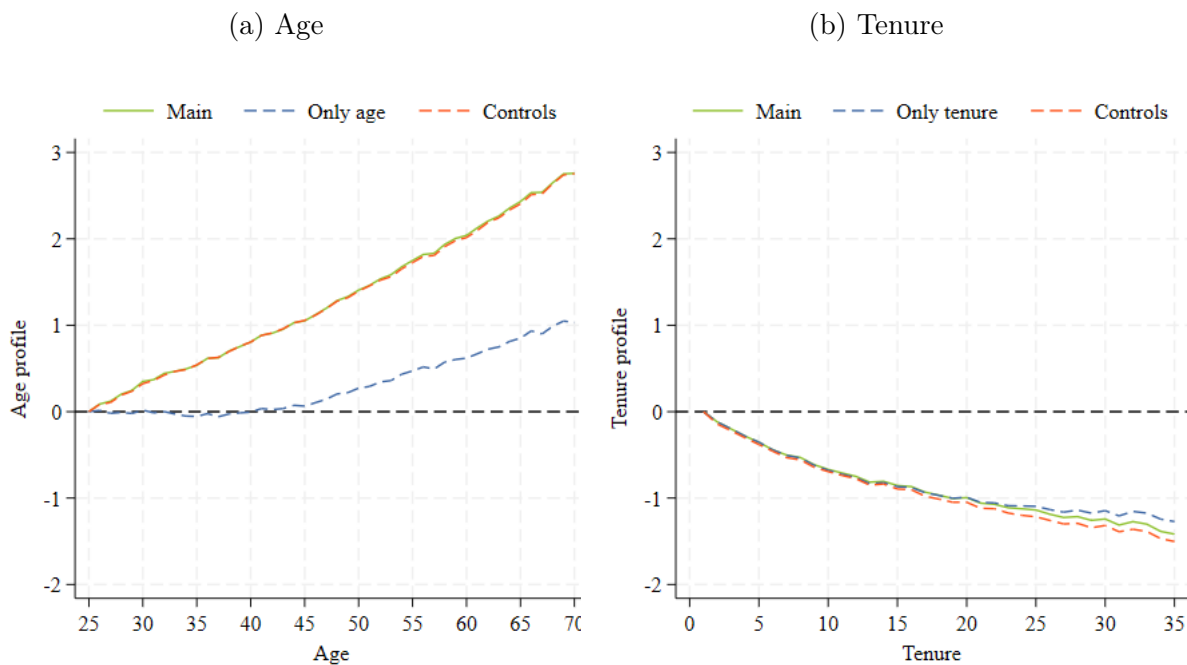 (a) Age
Main Only age Controls
3
2
1
0
-1
-2
Age profile
25 30 35 40 45 50 55 60 65 70
Age
(b) Tenure
Main Only tenure Controls
3
2
1
0
-1
-2
Tenure profile
0 5 10 15 20 25 30 35
Tenure